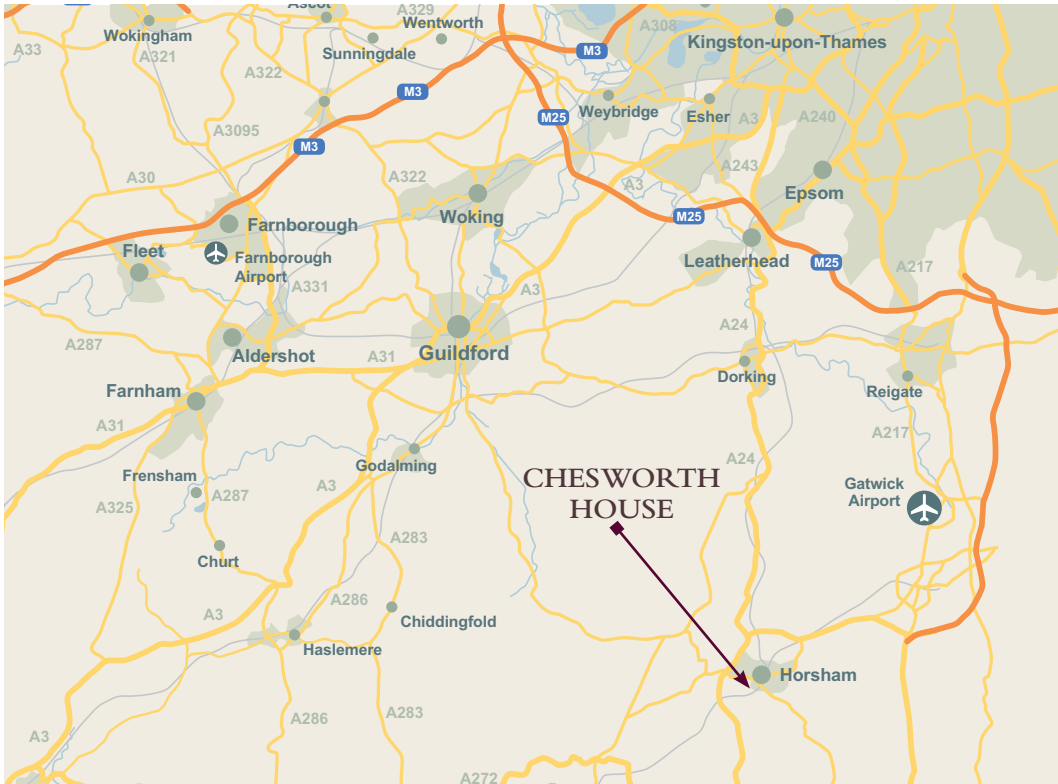 Ascot
A329
Wentworth
A308
Wokingham
A33
A321
Sunningdale
M3
Kingston-upon-Thames
A322
M3
Weybridge
Esher
A3
A240
M25
A3095
M3
A243
A30
A322
A3
Epsom
Woking
M25
Farnborough
Fleet
Farnborough
Airport
Leatherhead
M25
A217
A331
A3
A24
A287
Aldershot
A31
Guildford
Dorking
Reigate
Farnham
A31
A217
Godalming
A24
Frensham
A287
A3
CHESWORTH
HOUSE
Gatwick
Airport
A325
A283
Churt
A286
A3
Chiddingfold
Haslemere
Horsham
A286
A283
A3
A272